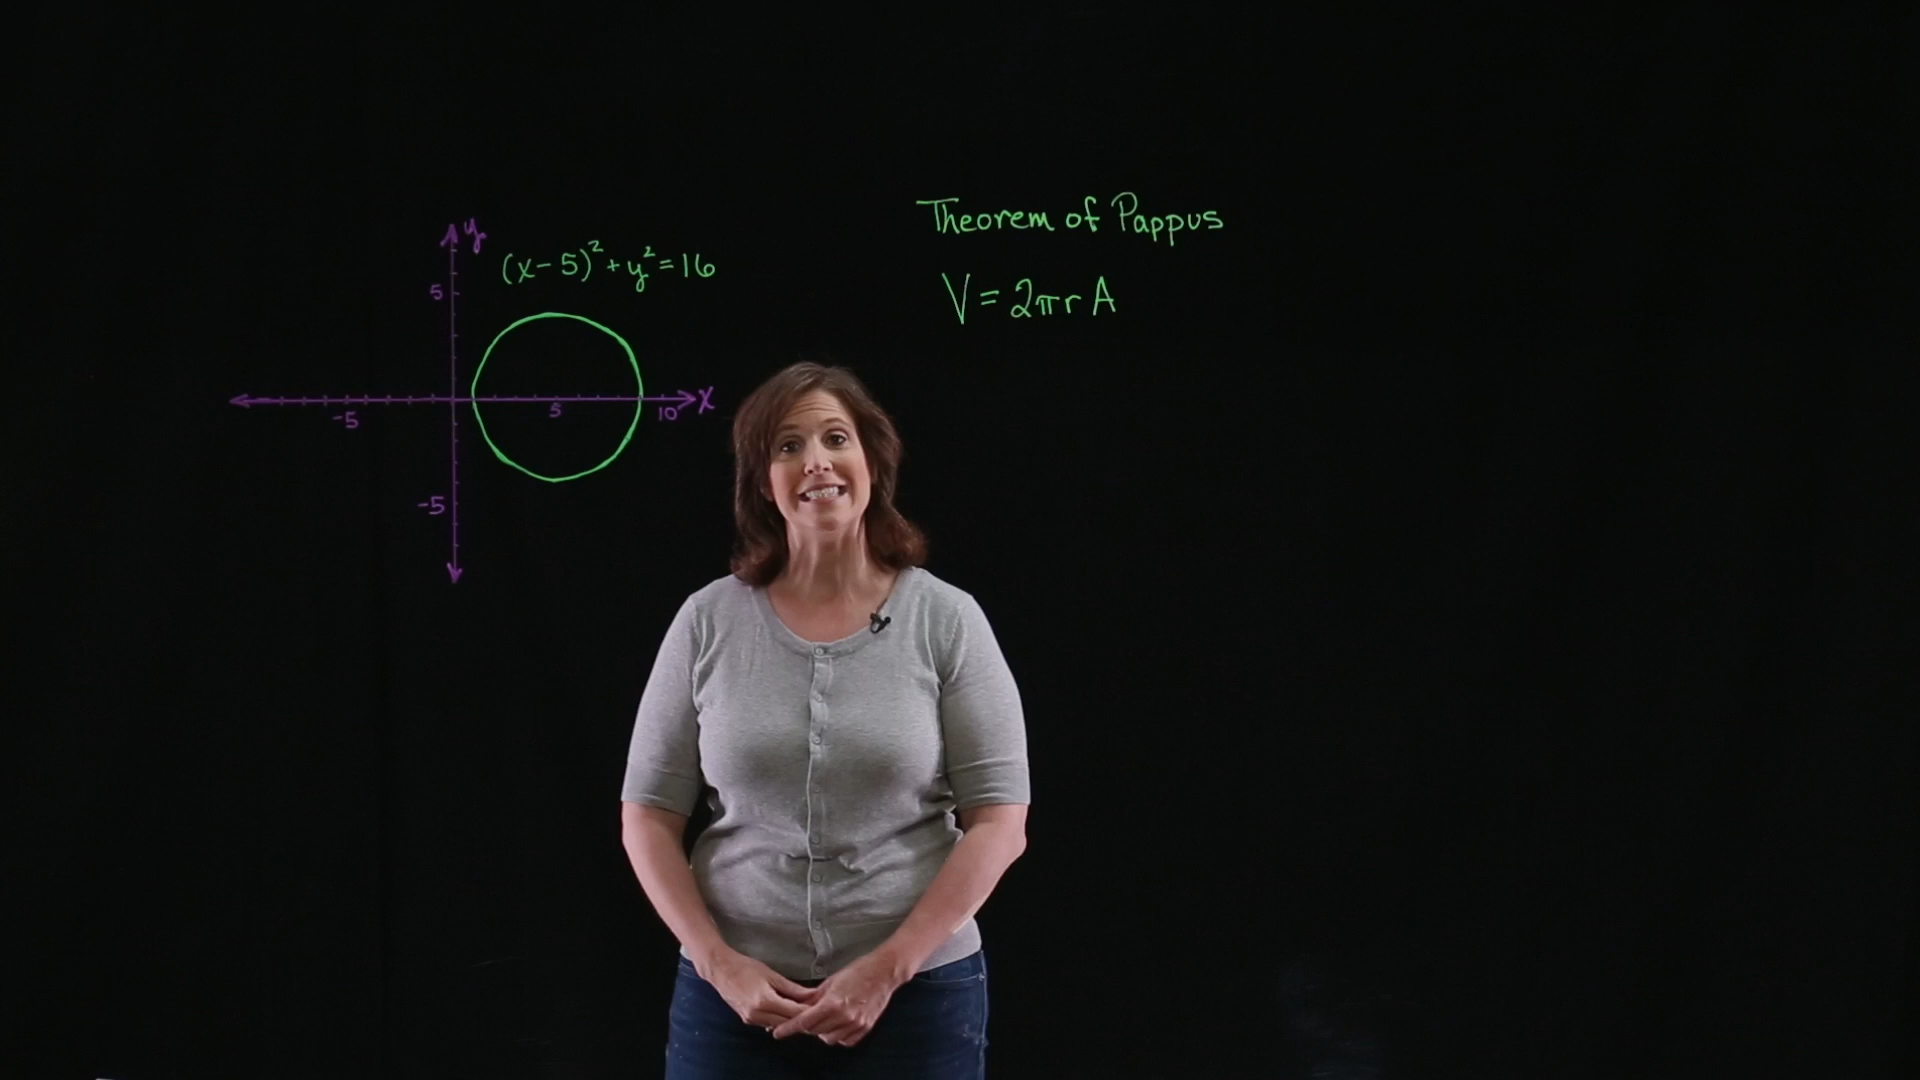 y
(x-5)²+y²=16
5
-5
5
10
x
-5
Theorem of Pappus
V=2πrA